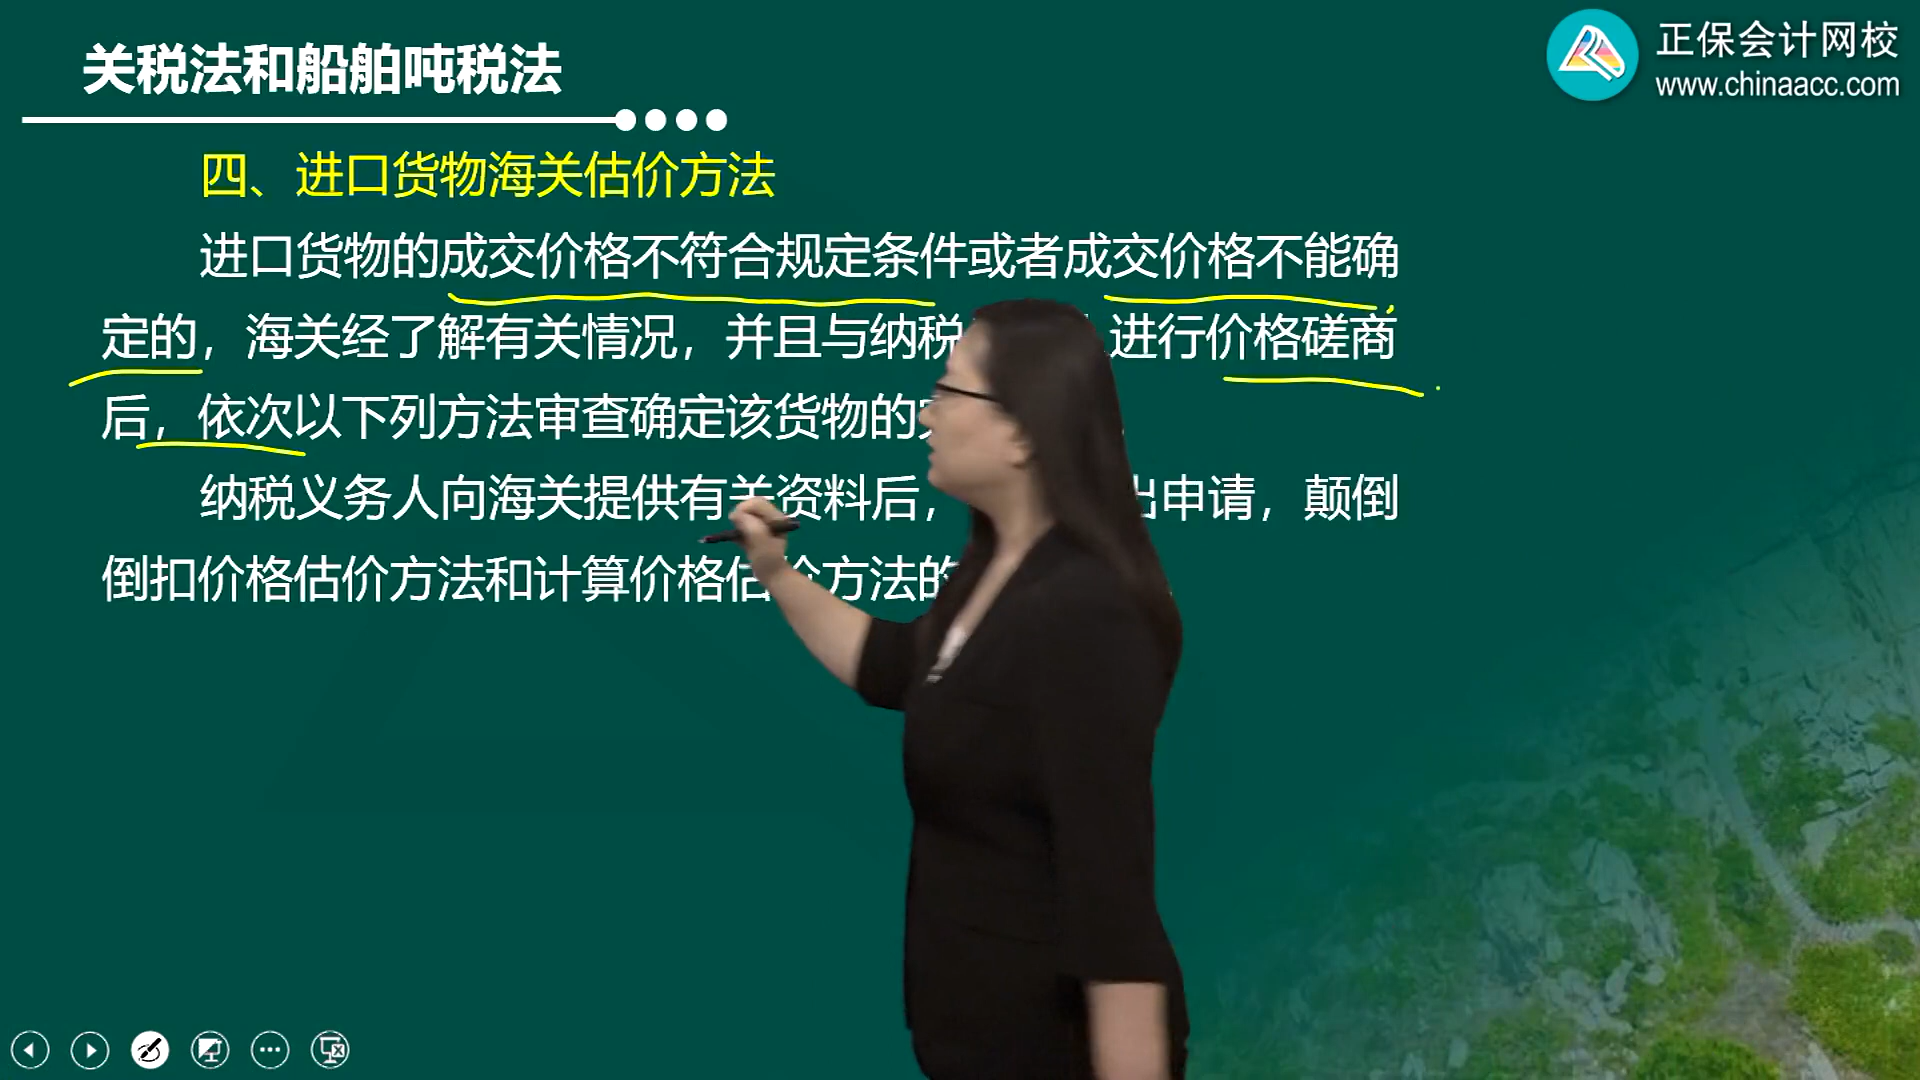 关税法和船舶吨税法
正保会计网校
www.chinaacc.com
四、进口货物海关估价方法
进口货物的成交价格不符合规定条件或者成交价格不能确
定的，海关经了解有关情况，并且与纳税 进行价格磋商
后，依次以下列方法审查确定该货物的
纳税义务人向海关提供有关资料后， 出申请，颠倒
倒扣价格估价方法和计算价格估价方法的